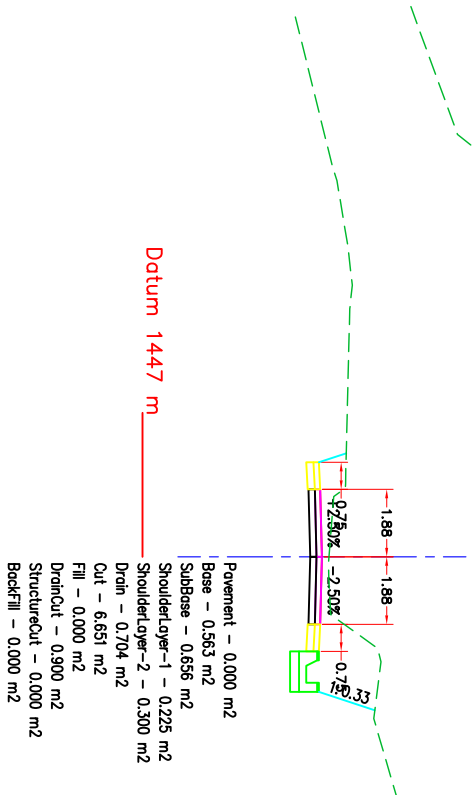 1.88
1.88
0.75
-2.50%
-2.50%
0.75
1:0.33
Datum 1447 m
Pavement - 0.000 m2
Base - 0.563 m2
SubBase - 0.656 m2
ShoulderLayer-1 - 0.225 m2
ShoulderLayer-2 - 0.300 m2
Drain - 0.704 m2
Cut - 6.651 m2
Fill - 0.000 m2
DrainCut - 0.900 m2
StructureCut - 0.000 m2
BackFill - 0.000 m2